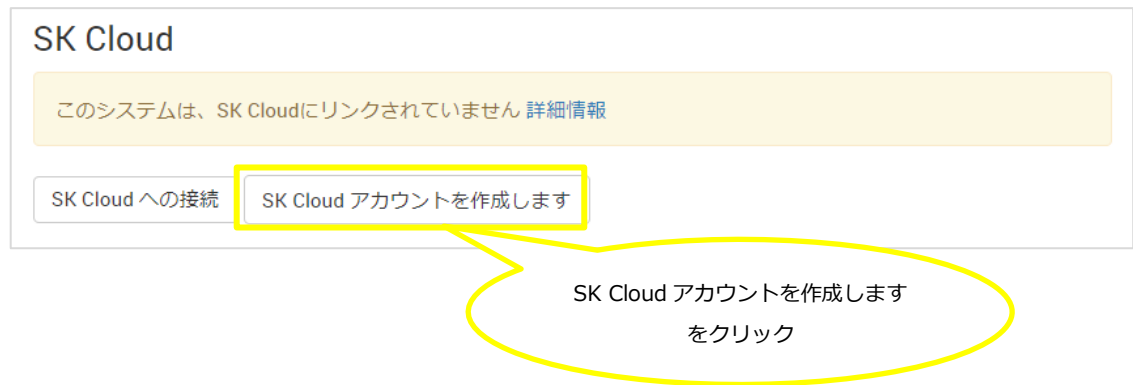 SK Cloud
このシステムは、SK Cloudにリンクされていません 詳細情報
SK Cloud への接続
SK Cloud アカウントを作成します
SK Cloud アカウントを作成します
をクリック